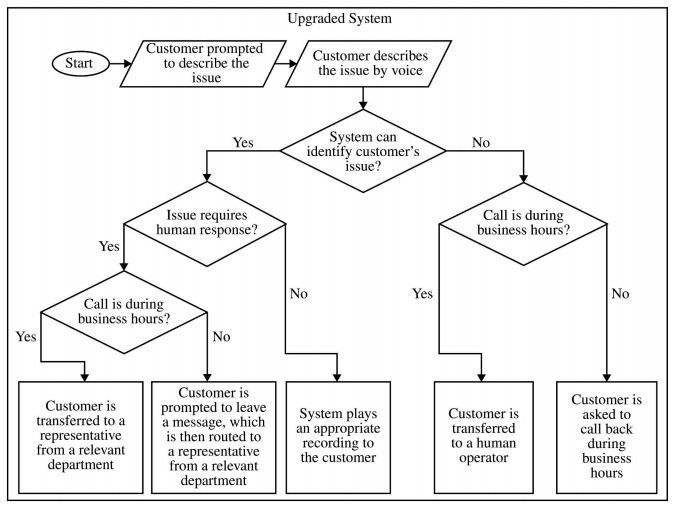 Upgraded System
Start
Customer prompted
to describe the
issue
Customer describes
the issue by voice
Yes
System can
identify customer's
issue?
No
Issue requires
human response?
Call is during
business hours?
Yes
No
Yes
No
Call is during
business hours?
Yes
No
Customer is
transferred to a
representative
from a relevant
department
Customer is
prompted to leave
a message, which
is then routed to
a representative
from a relevant
department
System plays
an appropriate
recording to
the customer
Customer is
transferred
to a human
operator
Customer is
asked to
call back
during
business
hours